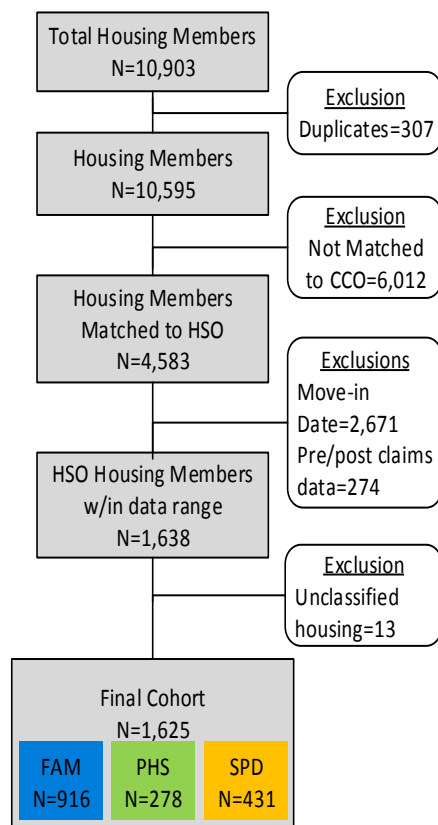 Total Housing Members
N=10,903
Exclusion
Duplicates=307
Housing Members
N=10,595
Exclusion
Not Matched
to CCO=6,012
Housing Members
Matched to HSO
N=4,583
Exclusions
Move-in
Date=2,671
Pre/post claims
data=274
HSO Housing Members
w/in data range
N=1,638
Exclusion
Unclassified
housing=13
Final Cohort
N=1,625
FAM
N=916
PHS
N=278
SPD
N=431